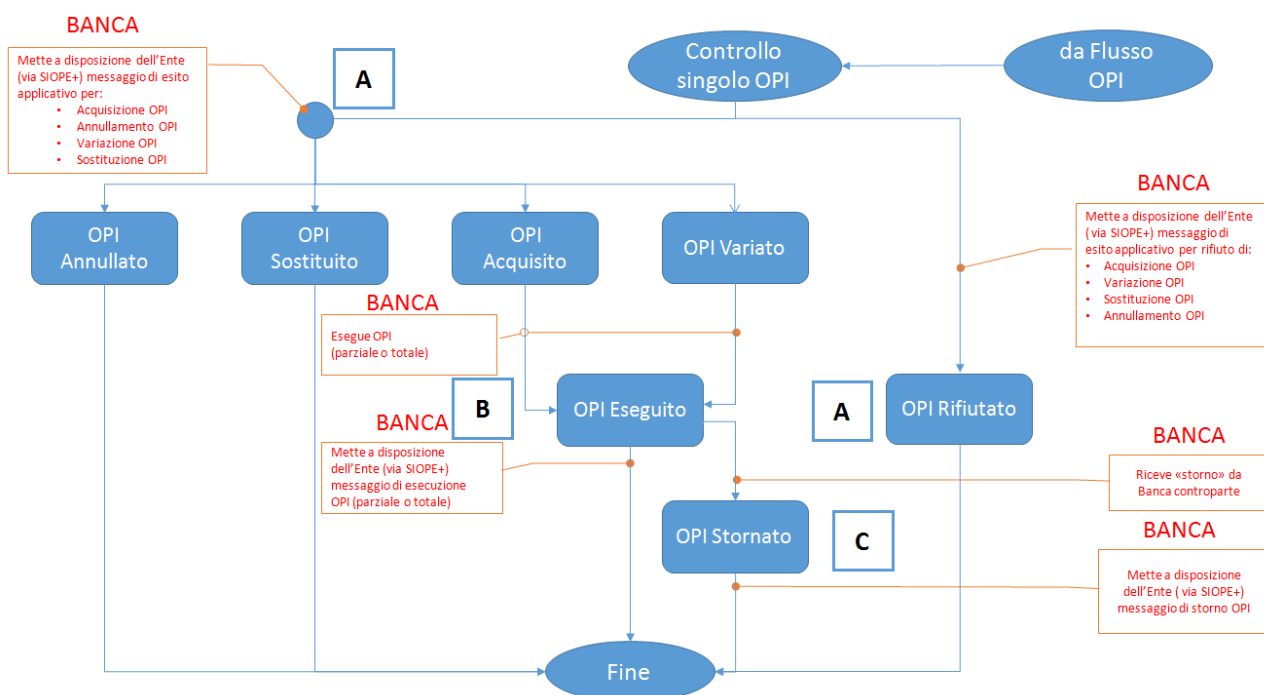 BANCA
Mette a disposizione dell'Ente
(via SIOPE+) messaggio di esito
applicativo per:
• Acquisizione OPI
• Annullamento OPI
• Variazione OPI
• Sostituzione OPI
A
Controllo
singolo OPI
da Flusso
OPI
BANCA
Mette a disposizione dell'Ente
( via SIOPE+) messaggio di
esito applicativo per rifiuto di:
• Acquisizione OPI
• Variazione OPI
• Sostituzione OPI
• Annullamento OPI
OPI
Annullato
OPI
Sostituito
OPI
Acquisito
OPI Variato
BANCA
Esegue OPI
(parziale o totale)
B
OPI Eseguito
A
OPI Rifiutato
BANCA
Mette a disposizione
dell'Ente (via SIOPE+)
messaggio di esecuzione
OPI (parziale o totale)
BANCA
Riceve «storno» da
Banca controparte
OPI Stornato
C
BANCA
Mette a disposizione
dell'Ente ( via SIOPE+)
messaggio di storno OPI
Fine